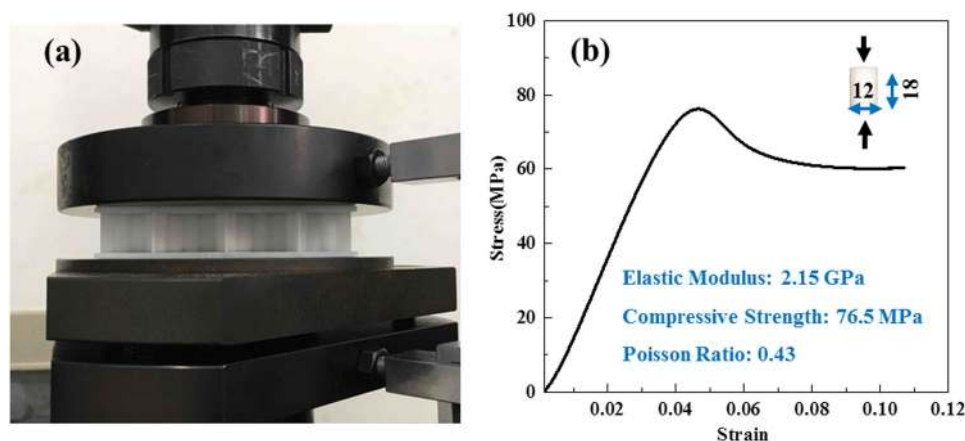 (a)
(b)
100
80
60
40
20
0
Stress(MPa)
12
18
Elastic Modulus: 2.15 GPa
Compressive Strength: 76.5 MPa
Poisson Ratio: 0.43
0.02
0.04
0.06
0.08
0.10
0.12
Strain